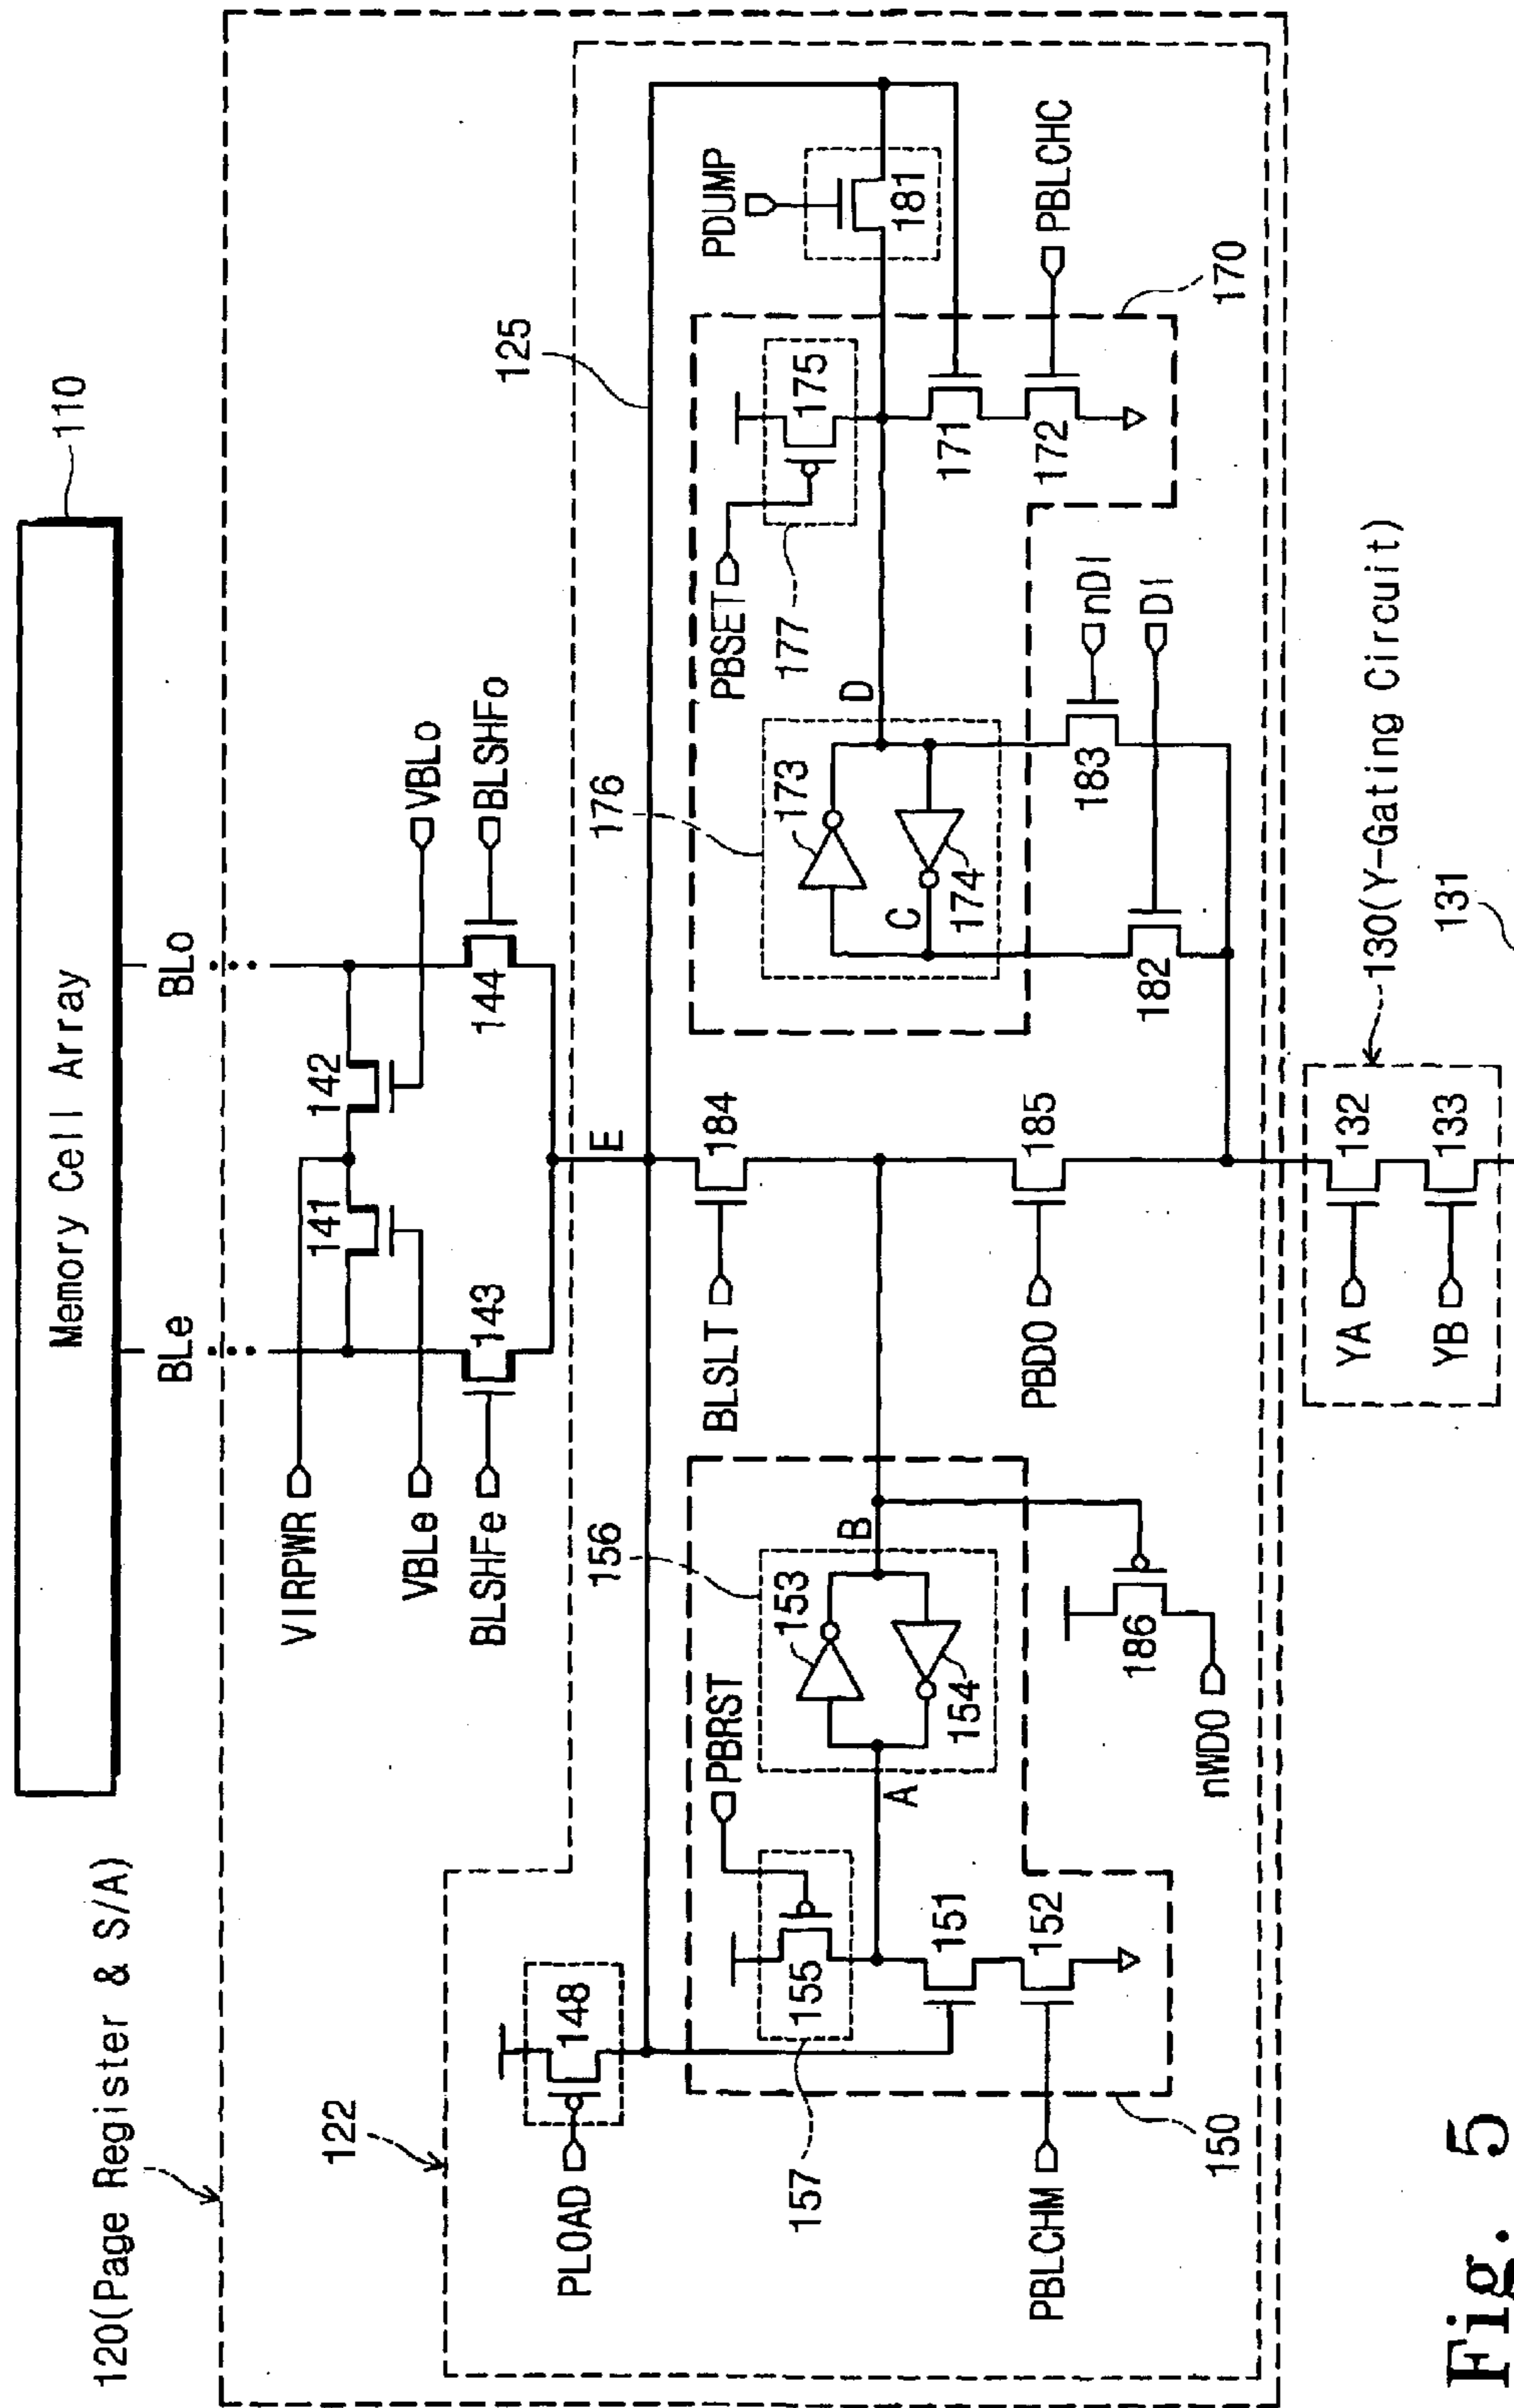 Memory Cell Array
110
120(Page Register & S/A)
BLe
BLo
VIRPWR
141
142
VBLe
VBLo
BLSHFe
143
144
BLSHFo
122
E
125
PLOAD
148
156
176
PBRST
BLSLT
184
PBSET
PDUMP
157
155
153
B
173
D
177
175
181
A
154
C
174
151
171
PBLCHM
152
PBDO
185
182
183
nDI
172
PBLCHC
DI
150
186
nWDO
170
YA
132
130(Y-Gating Circuit)
YB
133
131
Fig. 5